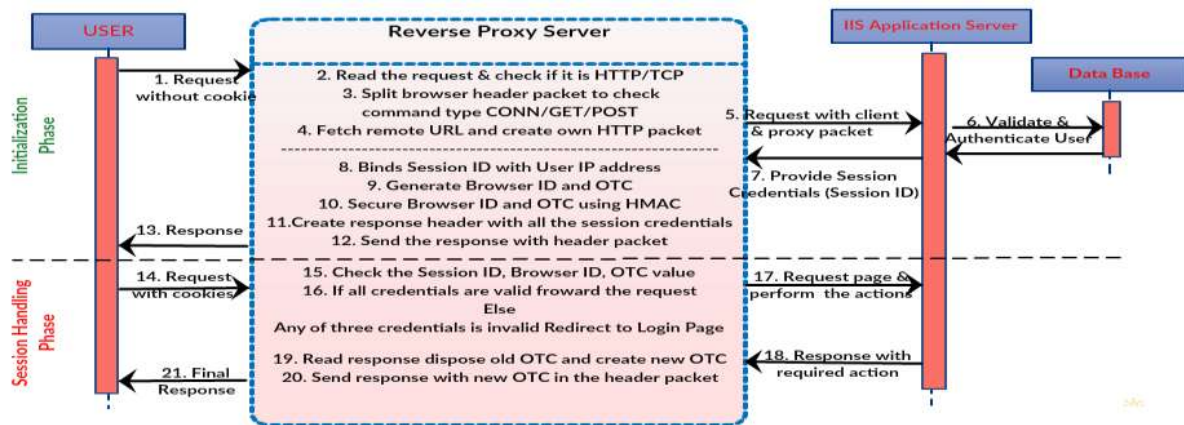 USER
Reverse Proxy Server
IIS Application Server
Data Base
Initialization
Phase
1. Request
without cookie
2. Read the request & check if it is HTTP/TCP
3. Split browser header packet to check
command type CONN/GET/POST
4. Fetch remote URL and create own HTTP packet
5. Request with client
& proxy packet
6. Validate &
Authenticate User
7. Provide Session
Credentials (Session ID)
8. Binds Session ID with User IP address
9. Generate Browser ID and OTC
10. Secure Browser ID and OTC using HMAC
11.Create response header with all the session credentials
12. Send the response with header packet
13. Response
Session Handling
Phase
14. Request
with cookies
15. Check the Session ID, Browser ID, OTC value
16. If all credentials are valid froward the request
Else
Any of three credentials is invalid Redirect to Login Page
17. Request page &
perform the actions
18. Response with
required action
19. Read response dispose old OTC and create new OTC
20. Send response with new OTC in the header packet
21. Final
Response